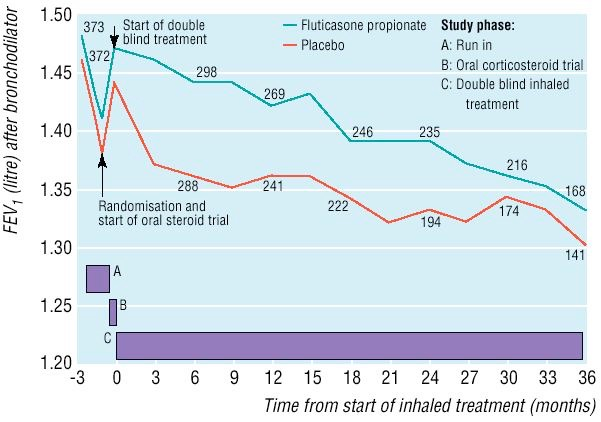 FEV1 (litre) after bronchodilator
1.50
1.45
1.40
1.35
1.30
1.25
1.20
373
372
Start of double
blind treatment
Fluticasone propionate
Placebo
Study phase:
A: Run in
B: Oral corticosteroid trial
C: Double blind inhaled
treatment
298
269
246
235
216
168
288
241
222
194
174
141
Randomisation and
start of oral steroid trial
A
B
C
-3 0 3 6 9 12 15 18 21 24 27 30 33 36
Time from start of inhaled treatment (months)